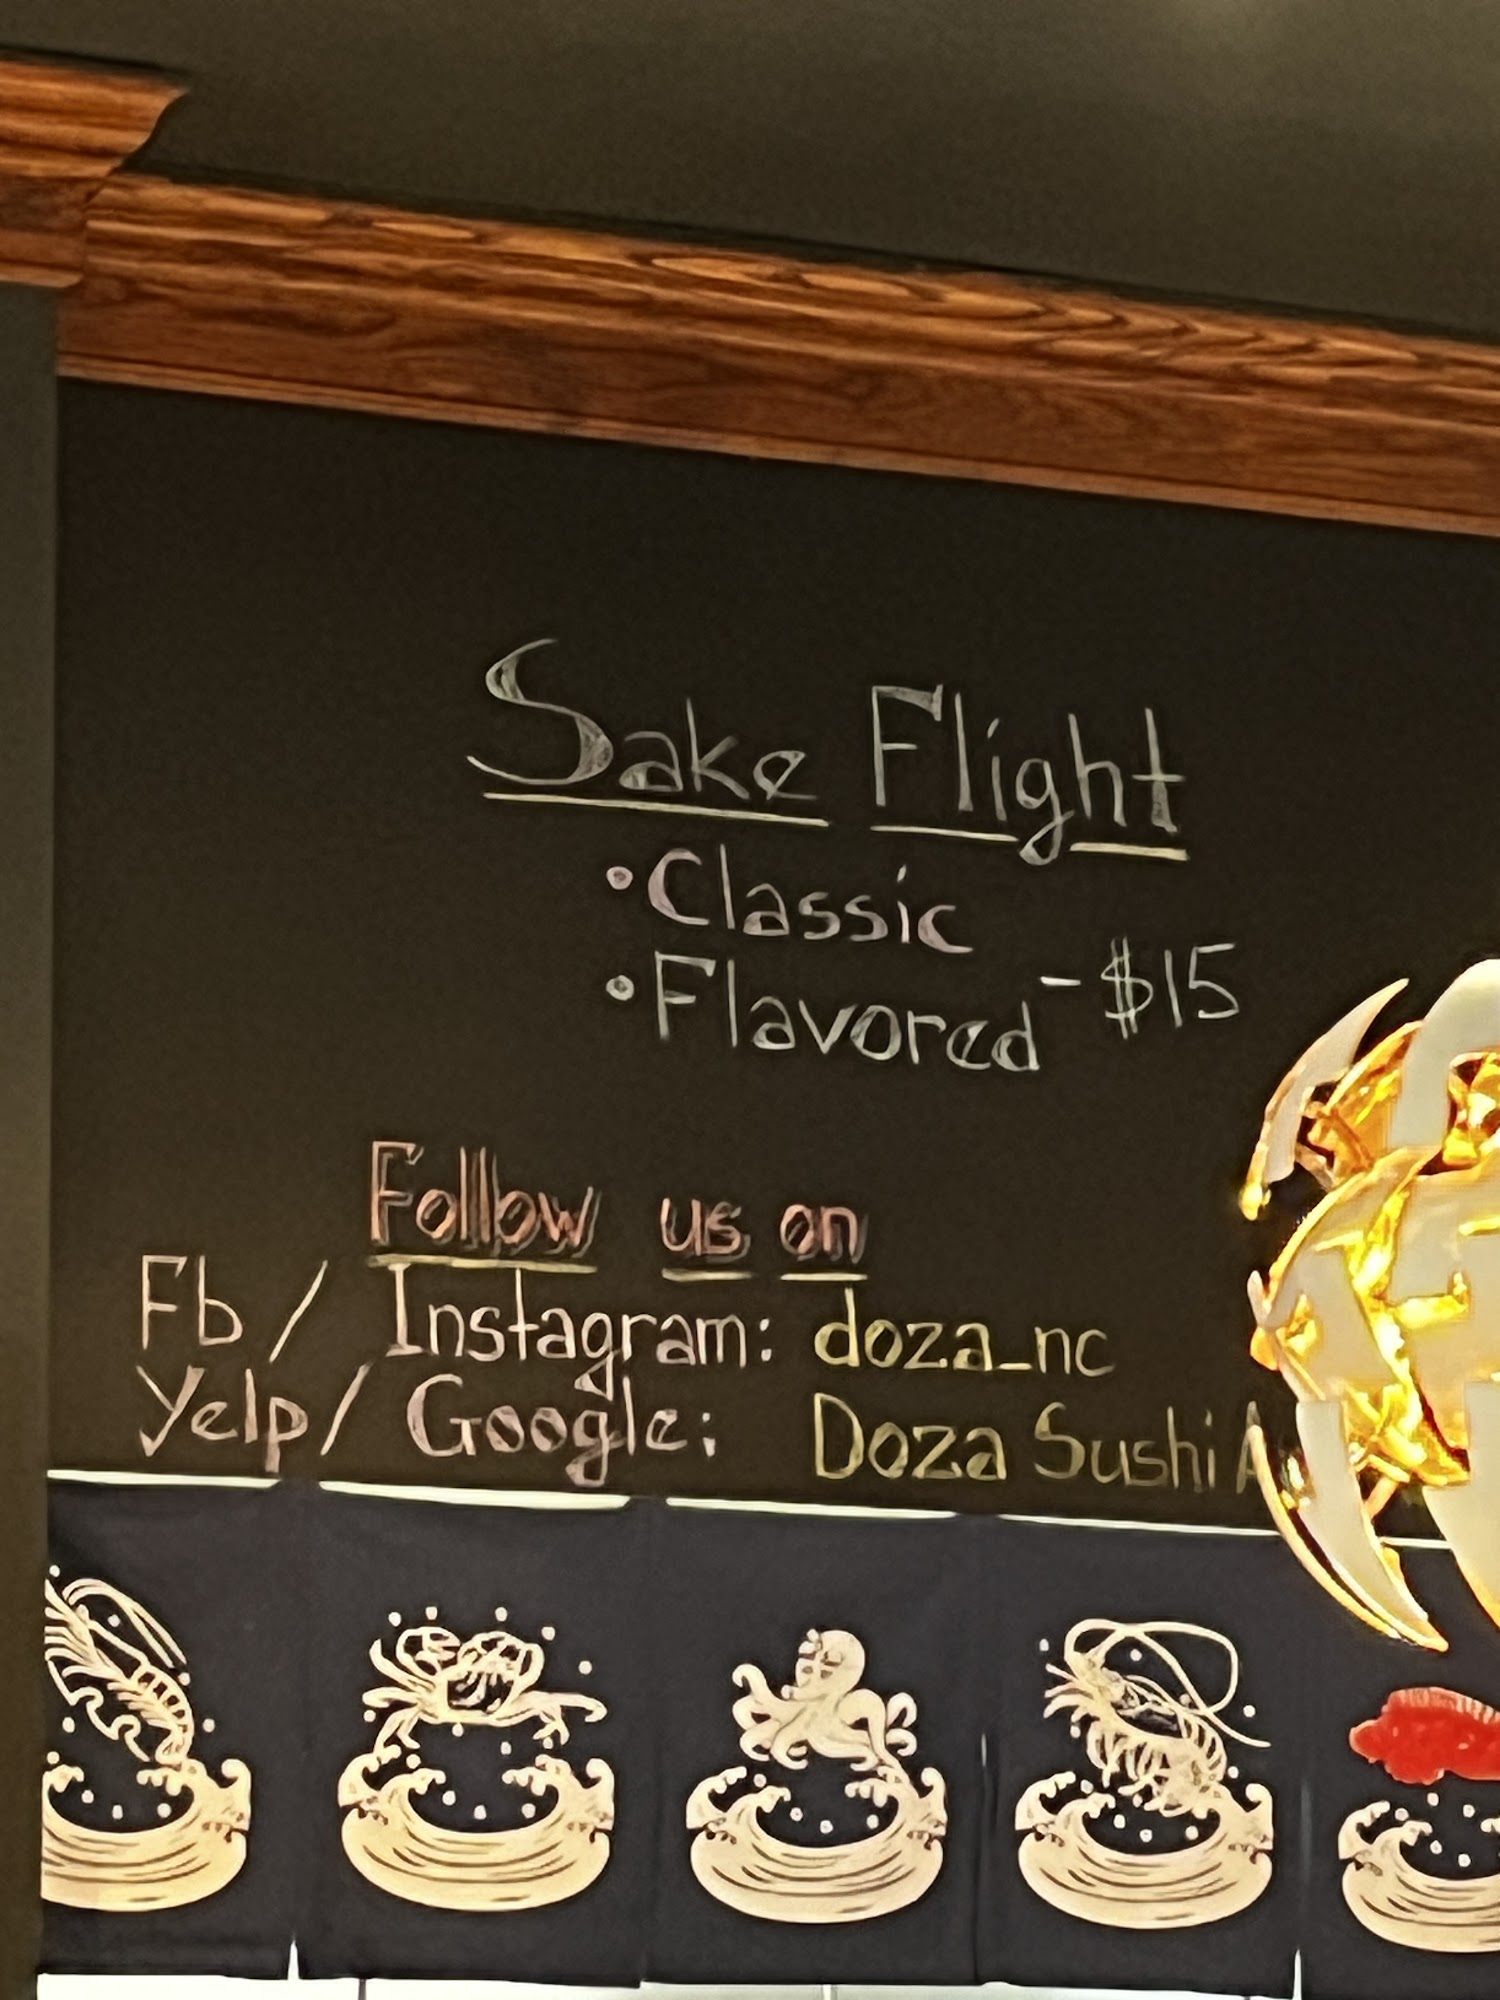 Sake Flight
• Classic
• Flavored - $15
Follow us on
Fb / Instagram: doza_nc
Yelp / Google: Doza Sushi